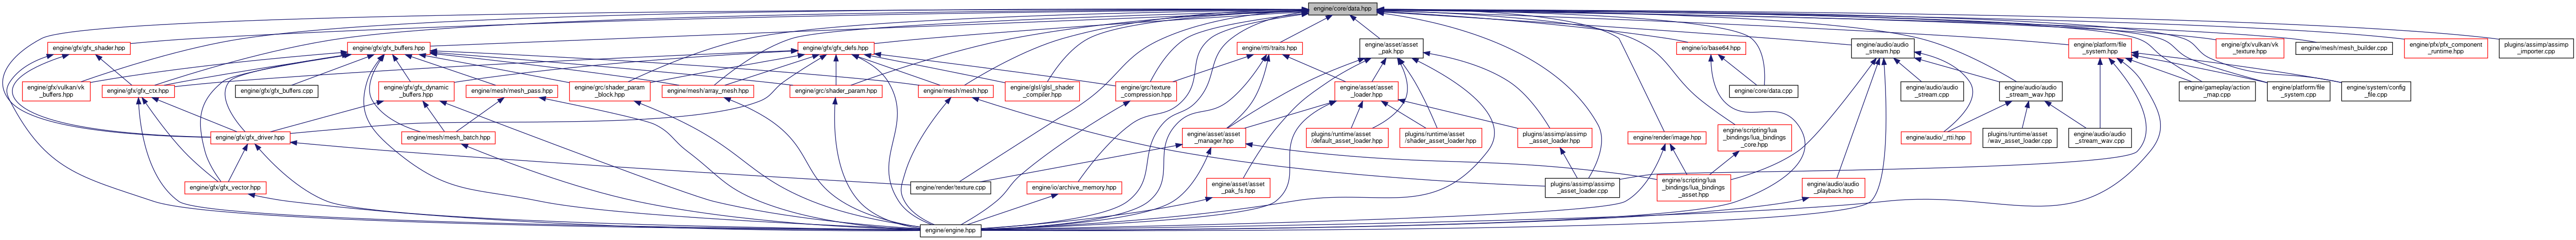 engine/core/data.hpp
engine/gfx/gfx_shader.hpp
engine/gfx/gfx_buffers.hpp
engine/gfx/gfx_defs.hpp
engine/rtti/traits.hpp
engine/asset/asset
_pak.hpp
engine/io/base64.hpp
engine/audio/audio
_stream.hpp
engine/platform/file
_system.hpp
engine/gfx/vulkan/vk
_texture.hpp
engine/mesh/mesh_builder.cpp
engine/pfx/pfx_component
_runtime.hpp
plugins/assimp/assimp
_importer.cpp
engine/gfx/vulkan/vk
_buffers.hpp
engine/gfx/gfx_ctx.hpp
engine/gfx/gfx_buffers.cpp
engine/gfx/gfx_dynamic
_buffers.hpp
engine/mesh/mesh_pass.hpp
engine/grc/shader_param
_block.hpp
engine/mesh/array_mesh.hpp
engine/grc/shader_param.hpp
engine/mesh/mesh.hpp
engine/glsl/glsl_shader
_compiler.hpp
engine/grc/texture
_compression.hpp
engine/asset/asset
_loader.hpp
engine/core/data.cpp
engine/audio/audio
_stream.cpp
engine/audio/audio
_stream_wav.hpp
engine/gameplay/action
_map.cpp
engine/platform/file
_system.cpp
engine/system/config
_file.cpp
engine/gfx/gfx_driver.hpp
engine/mesh/mesh_batch.hpp
engine/asset/asset
_manager.hpp
plugins/runtime/asset
/default_asset_loader.hpp
plugins/runtime/asset
/shader_asset_loader.hpp
plugins/assimp/assimp
_asset_loader.hpp
engine/render/image.hpp
engine/scripting/lua
_bindings/lua_bindings
_core.hpp
engine/audio/_rtti.hpp
plugins/runtime/asset
/wav_asset_loader.cpp
engine/audio/audio
_stream_wav.cpp
engine/gfx/gfx_vector.hpp
engine/render/texture.cpp
engine/io/archive_memory.hpp
engine/asset/asset
_pak_fs.hpp
plugins/assimp/assimp
_asset_loader.cpp
engine/scripting/lua
_bindings/lua_bindings
_asset.hpp
engine/audio/audio
_playback.hpp
engine/engine.hpp